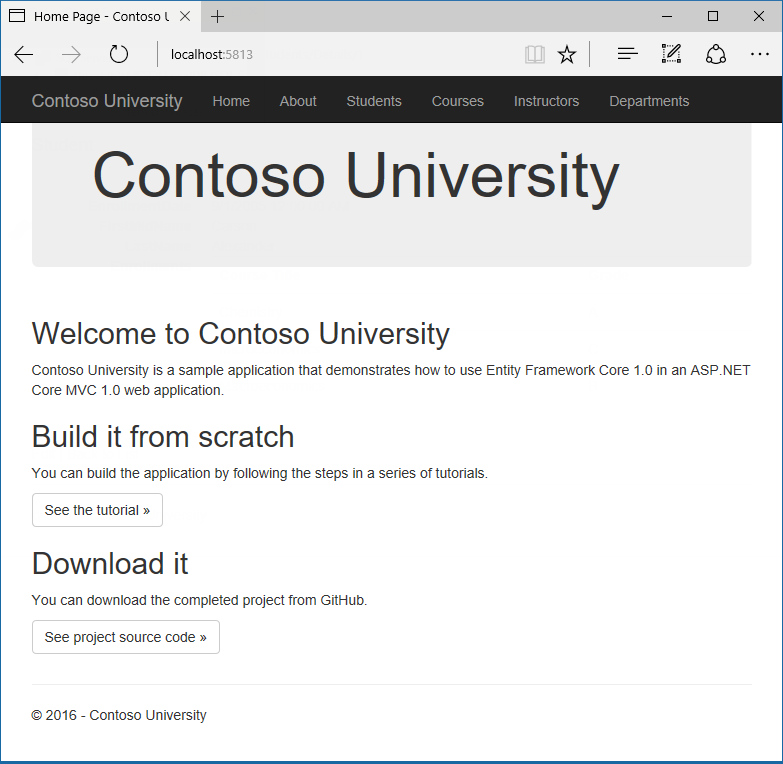 Home Page - Contoso U
localhost:5813
Contoso University Home About Students Courses Instructors Departments
Contoso University
Welcome to Contoso University
Contoso University is a sample application that demonstrates how to use Entity Framework Core 1.0 in an ASP.NET
Core MVC 1.0 web application.
Build it from scratch
You can build the application by following the steps in a series of tutorials.
See the tutorial »
Download it
You can download the completed project from GitHub.
See project source code »
© 2016 - Contoso University